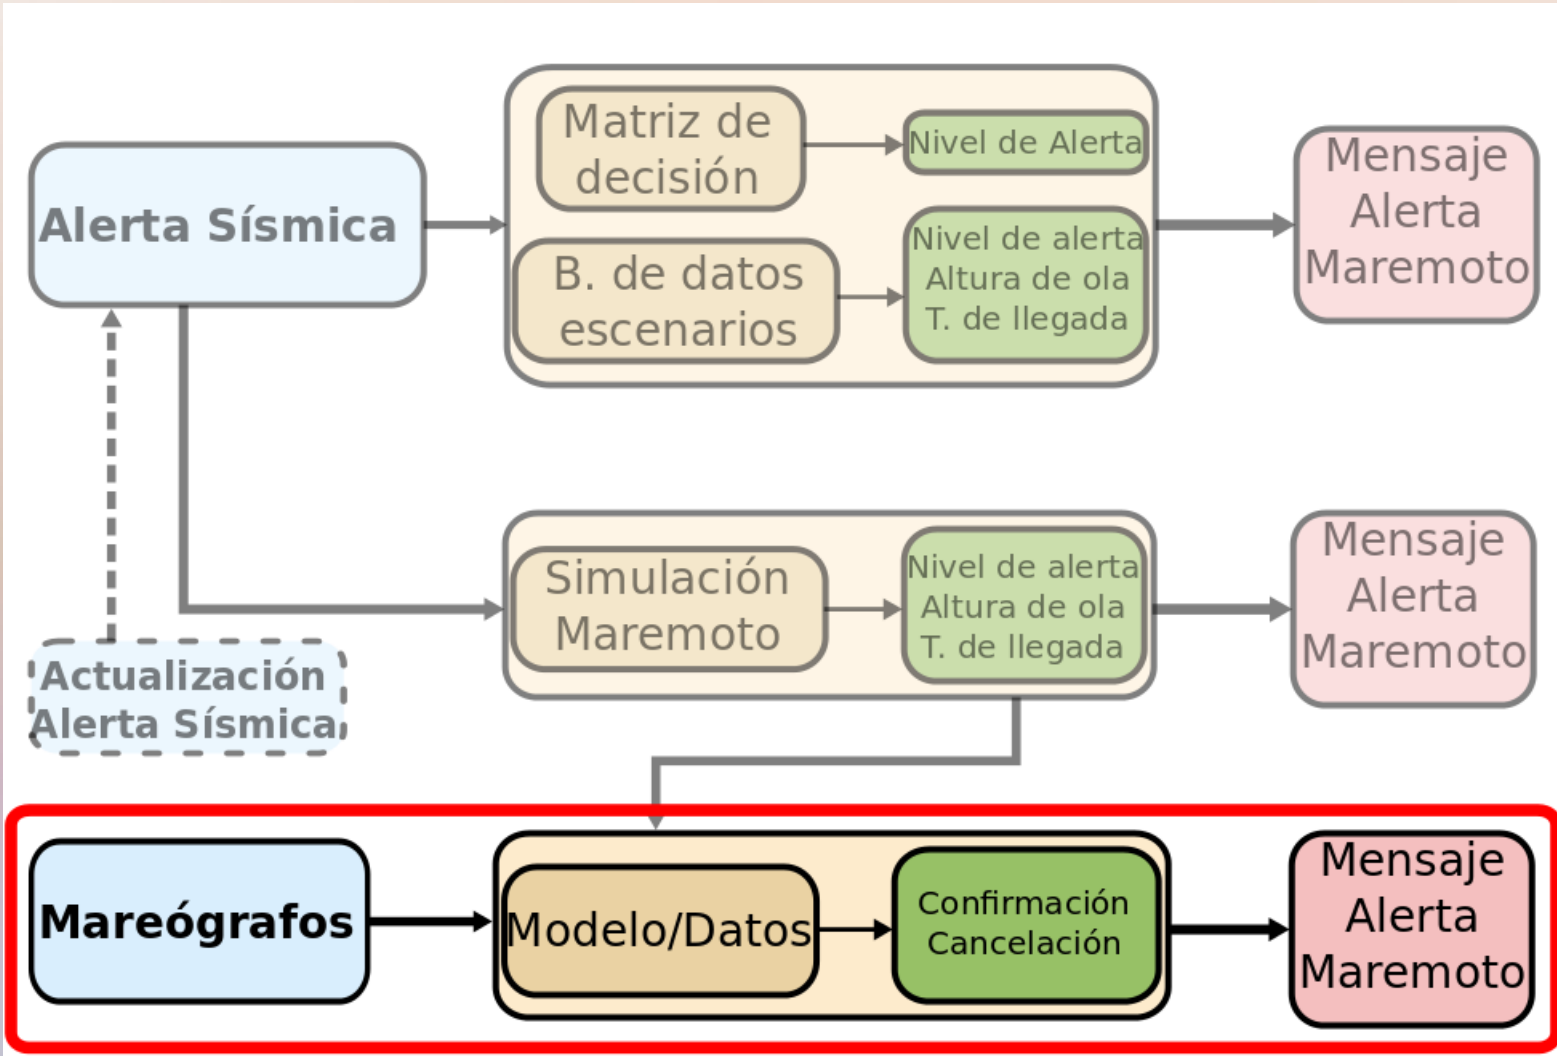 Alerta Sísmica
Matriz de
decisión
Nivel de Alerta
B. de datos
escenarios
Nivel de alerta
Altura de ola
T. de llegada
Mensaje
Alerta
Maremoto
Actualización
Alerta Sísmica
Simulación
Maremoto
Nivel de alerta
Altura de ola
T. de llegada
Mensaje
Alerta
Maremoto
Mareógrafos
Modelo/Datos
Confirmación
Cancelación
Mensaje
Alerta
Maremoto